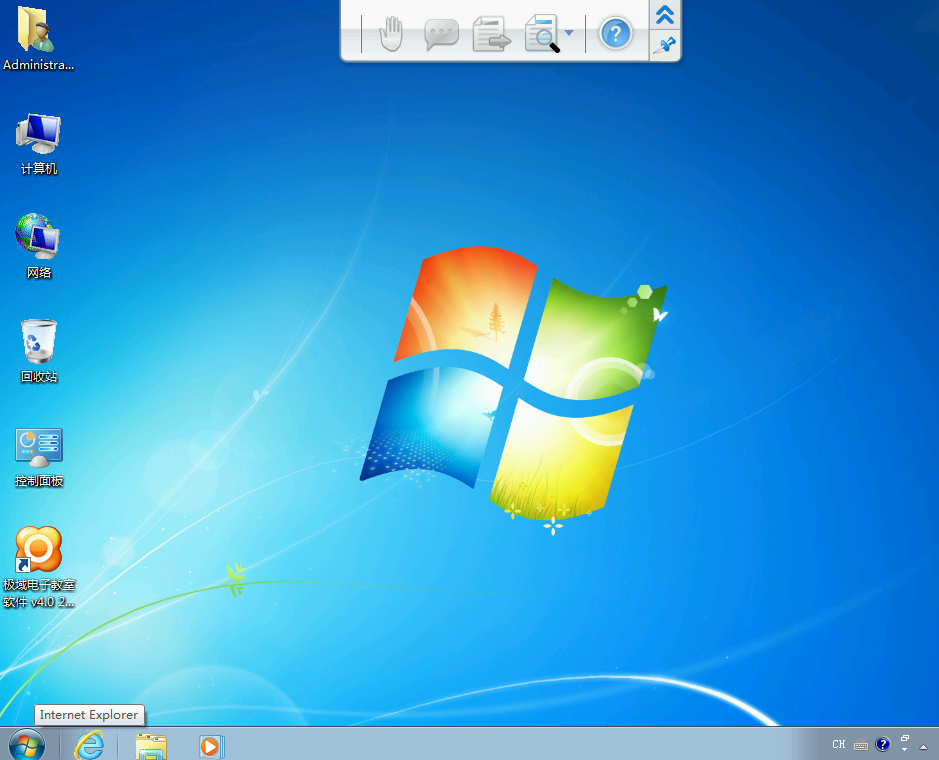 Administra...
计算机
网络
回收站
控制面板
极域电子教室
软件 v4.0 2...
Internet Explorer
CH